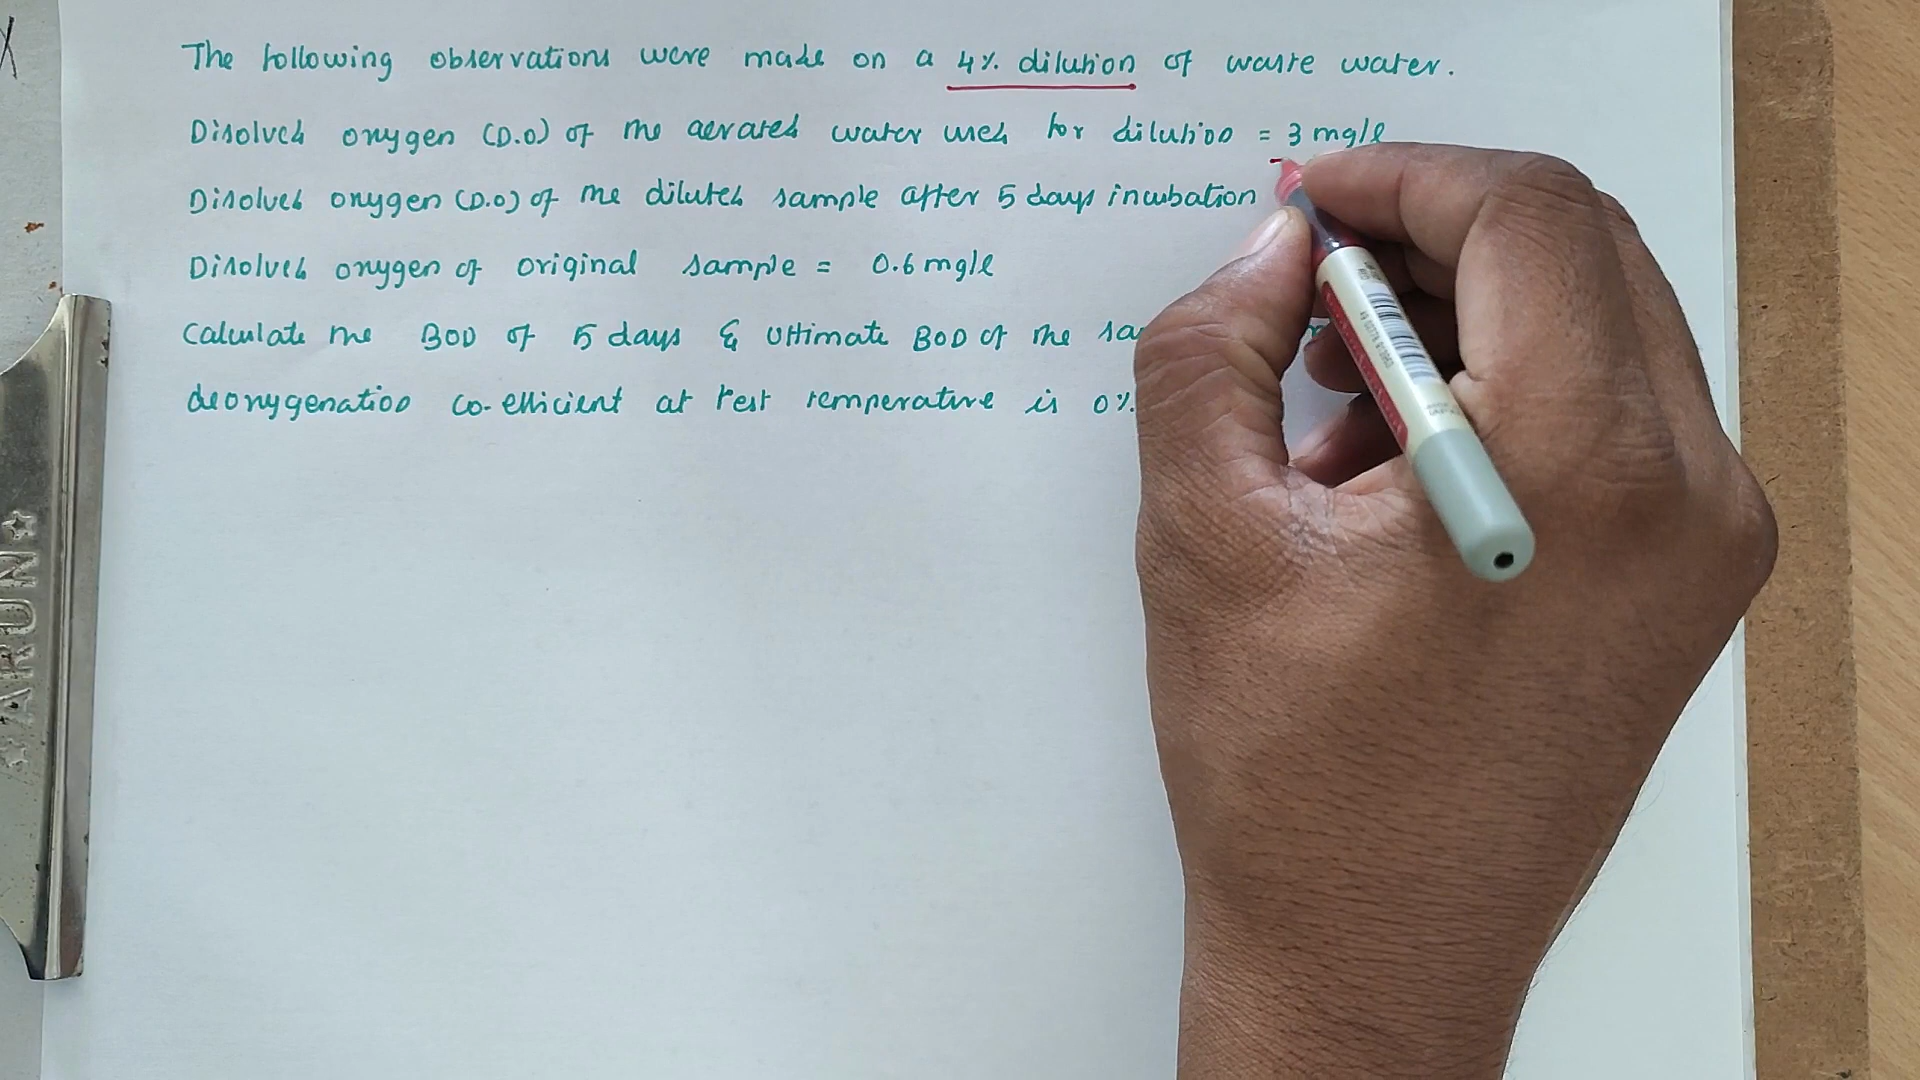 The following observations were made on a 4% dilution of waste water.
Disolved oxygen (D.O) of the aerated water used for dilution = 3 mg/l
Disolved oxygen (D.O) of the diluted sample after 5 days incubation
Disolved oxygen of original sample = 0.6 mg/l
Calculate the BOD of 5 days & Ultimate BOD of the sa
deoxygenation co-efficient at test temperature is 0%.
ARUN